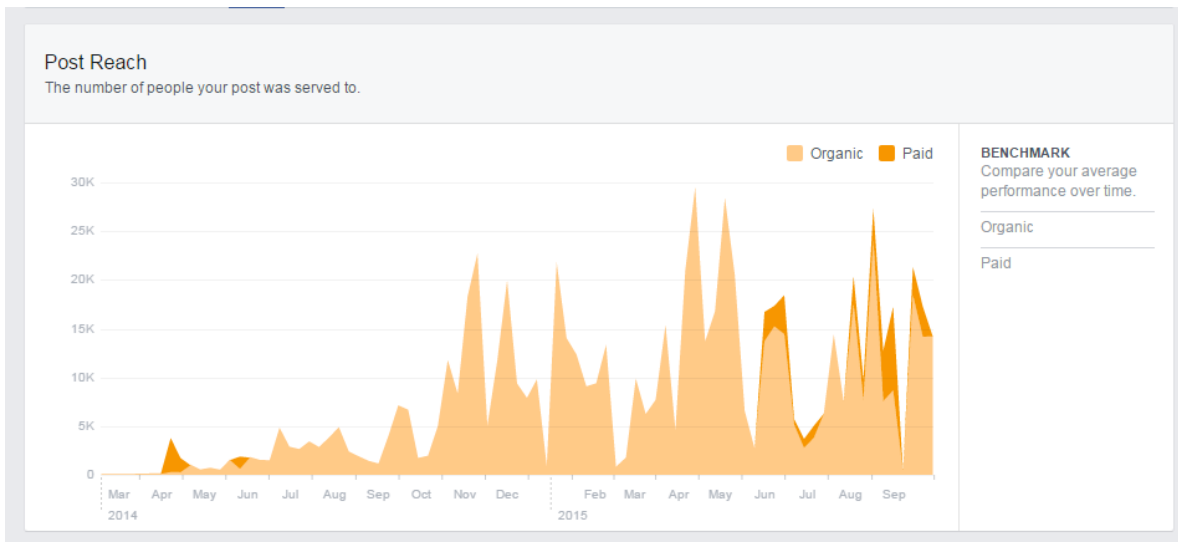 Post Reach
The number of people your post was served to.
Organic Paid
30K
25K
20K
15K
10K
5K
0
Mar Apr May Jun Jul Aug Sep Oct Nov Dec Feb Mar Apr May Jun Jul Aug Sep
2014 2015
BENCHMARK
Compare your average
performance over time.
Organic
Paid